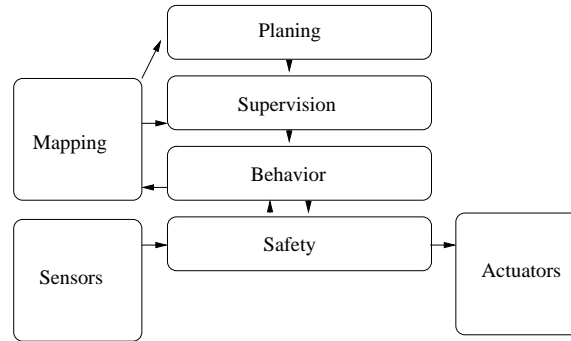 Planing
Supervision
Mapping
Behavior
Safety
Sensors
Actuators